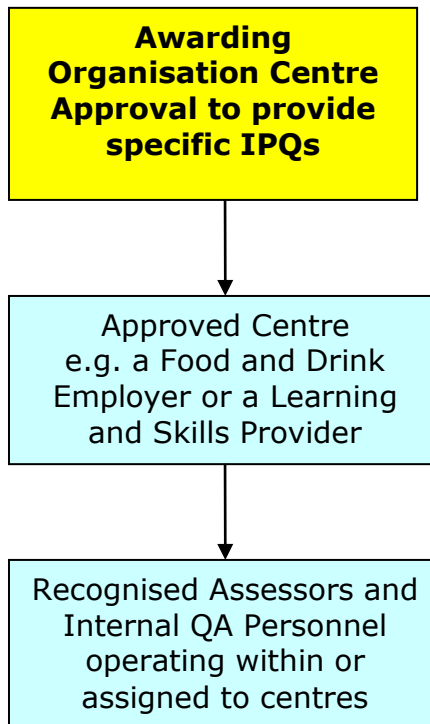 Awarding
Organisation Centre
Approval to provide
specific IPQs
Approved Centre
e.g. a Food and Drink
Employer or a Learning
and Skills Provider
Recognised Assessors and
Internal QA Personnel
operating within or
assigned to centres